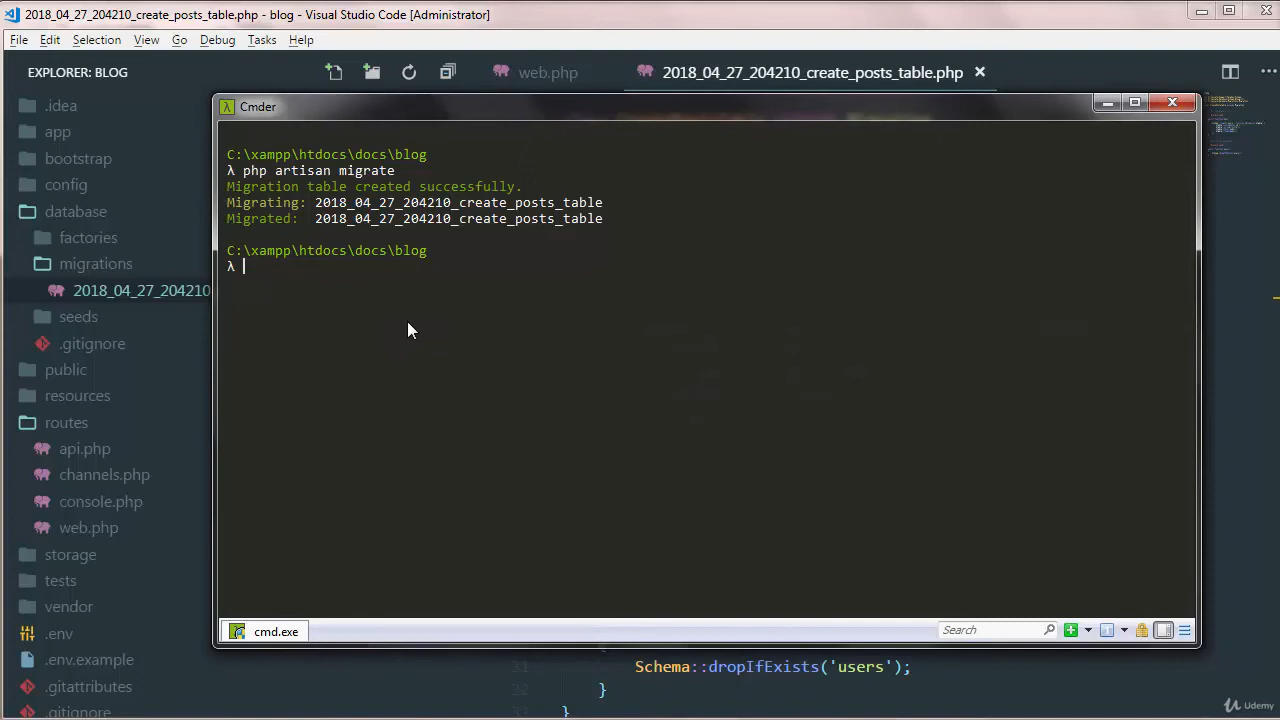 2018_04_27_204210_create_posts_table.php - blog - Visual Studio Code [Administrator]
File Edit Selection View Go Debug Tasks Help
EXPLORER: BLOG
web.php
2018_04_27_204210_create_posts_table.php
.idea
app
bootstrap
config
database
factories
migrations
2018_04_27_204210
seeds
.gitignore
public
resources
routes
api.php
channels.php
console.php
web.php
storage
tests
vendor
.env
.env.example
.gitattributes
.gitignore
Cmder
C:\xampp\htdocs\docs\blog
λ php artisan migrate
Migration table created successfully.
Migrating: 2018_04_27_204210_create_posts_table
Migrated: 2018_04_27_204210_create_posts_table
C:\xampp\htdocs\docs\blog
λ
cmd.exe
Search
31 Schema::dropIfExists('users');
32 }
33 }
Udemy